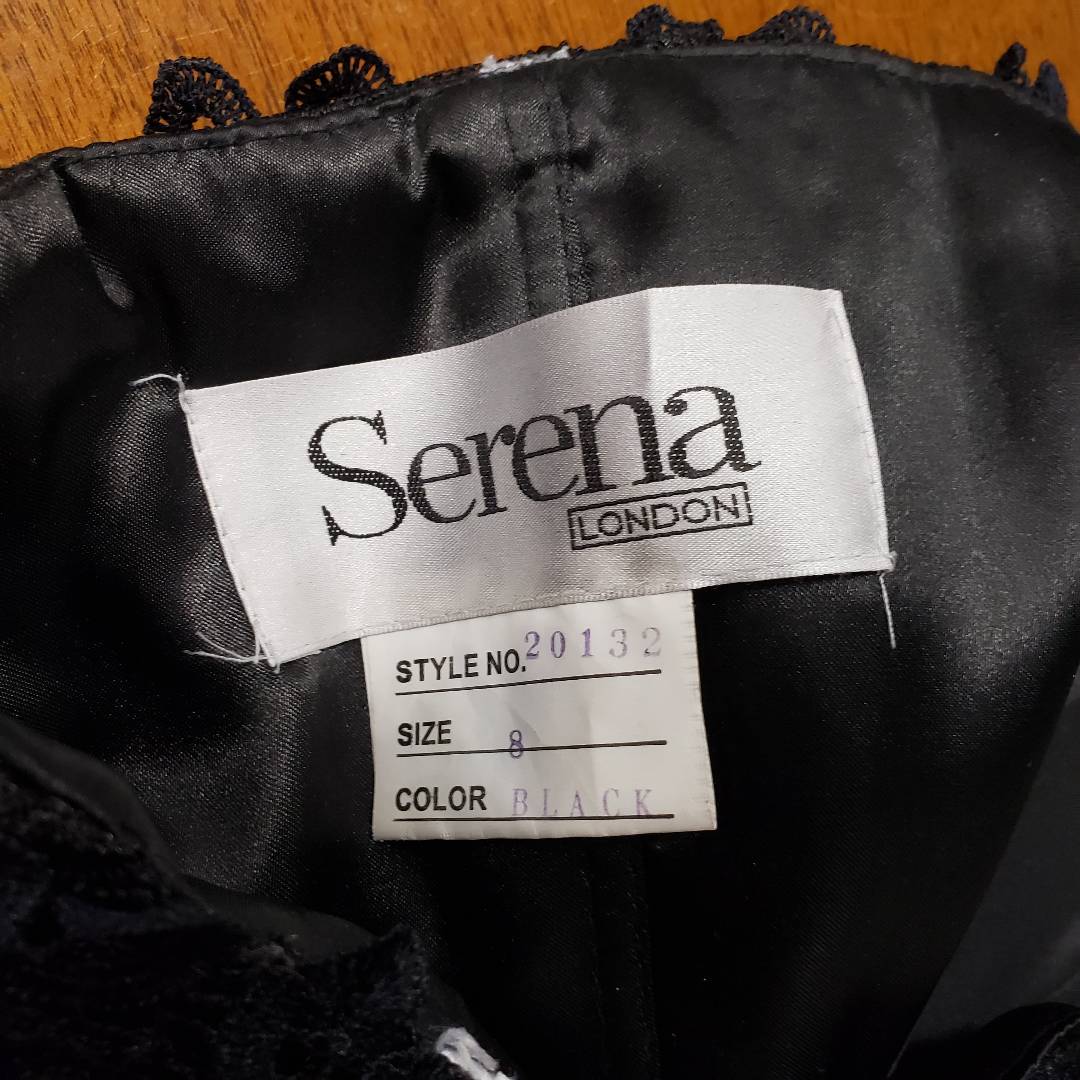 Serena
LONDON
STYLE NO. 20132
SIZE 8
COLOR BLACK